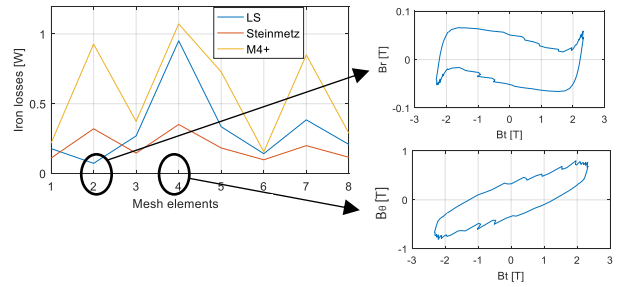 Iron losses [W]
1
0.5
0
1 2 3 4 5 6 7 8
Mesh elements
LS
Steinmetz
M4+
Br [T]
0.1
0
-0.1
-3 -2 -1 0 1 2 3
Bt [T]
Bθ [T]
1
0
-1
-3 -2 -1 0 1 2 3
Bt [T]